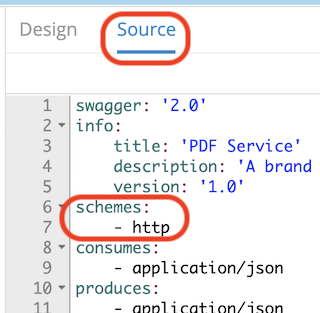 Design Source
1 swagger: '2.0'
2 info:
3 title: 'PDF Service'
4 description: 'A brand
5 version: '1.0'
6 schemes:
7 - http
8 consumes:
9 - application/json
10 produces:
11 - application/json